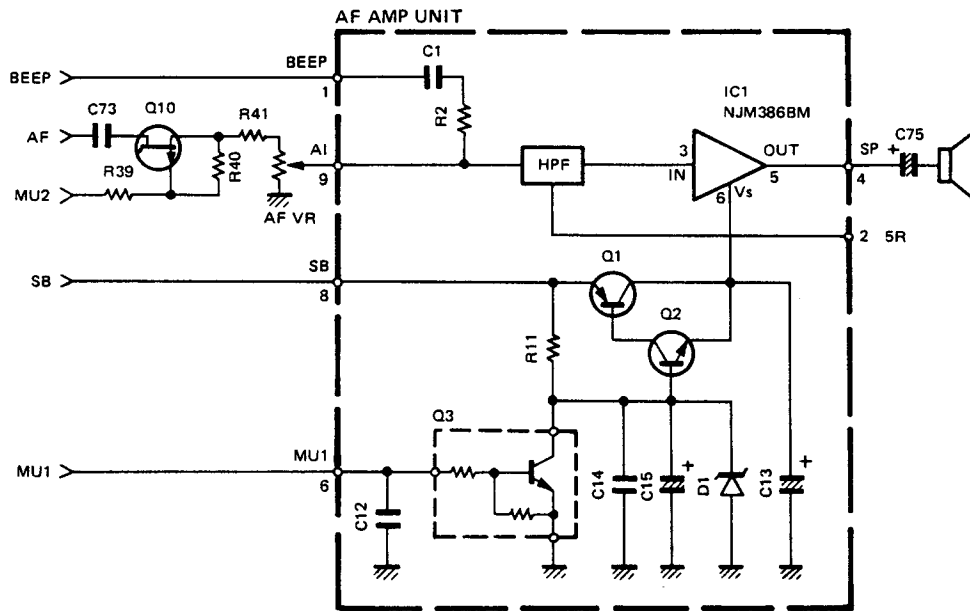 AF AMP UNIT
BEEP
BEEP
1
C1
R2
IC1
NJM386BM
C73
Q10
R41
AF
R39
R40
AI
9
HPF
3
IN
OUT
5
6
Vs
SP
4
+
C75
MU2
AF VR
2 5R
SB
SB
8
Q1
Q2
R11
Q3
MU1
MU1
6
C12
C14
C15
+
D1
C13
+